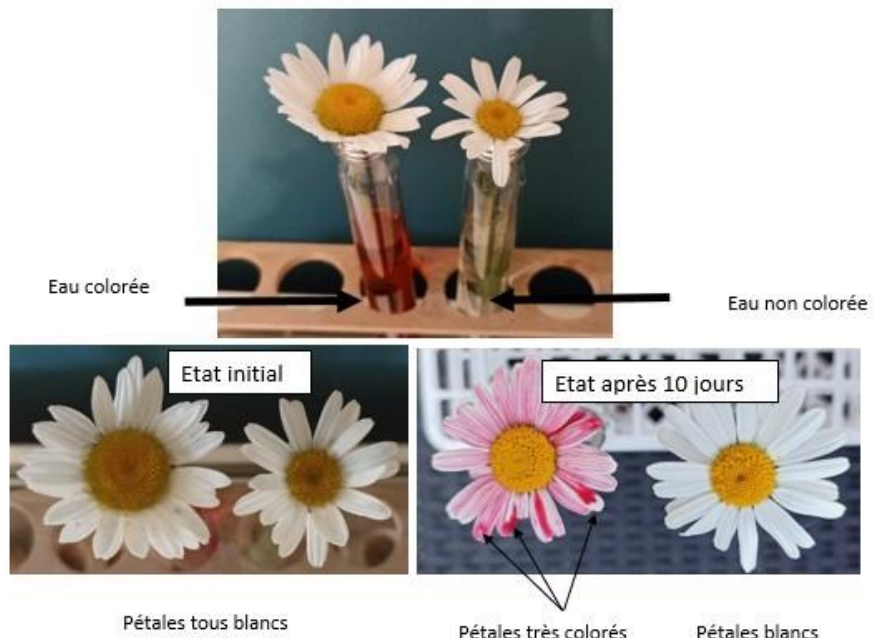 Eau colorée
Eau non colorée
Etat initial
Etat après 10 jours
Pétales tous blancs
Pétales très colorés
Pétales blancs